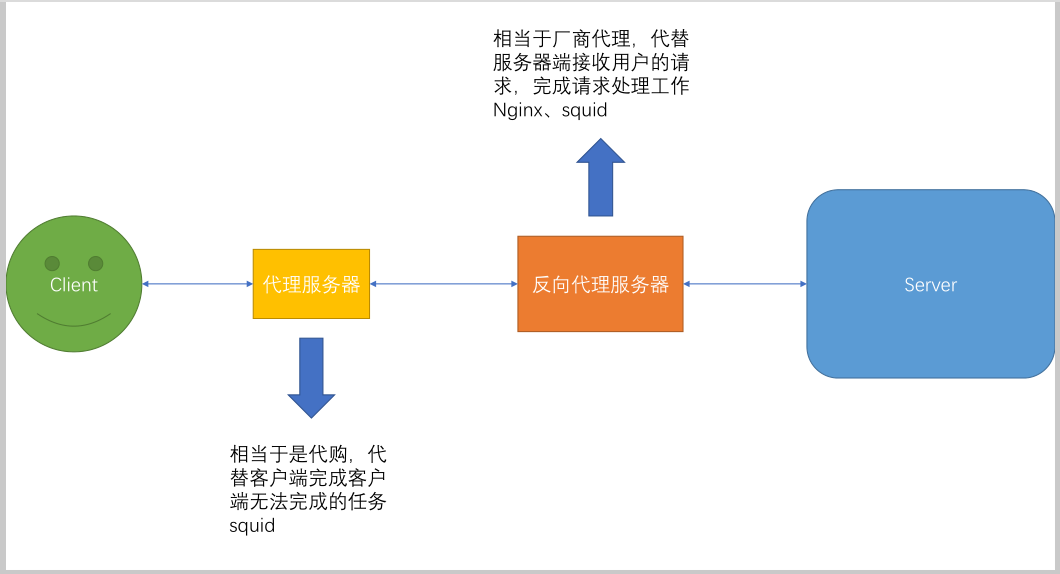 相当于厂商代理，代替
服务器端接收用户的请
求，完成请求处理工作
Nginx、squid
Client
代理服务器
反向代理服务器
Server
相当于是代购，代
替客户端完成客户
端无法完成的任务
squid